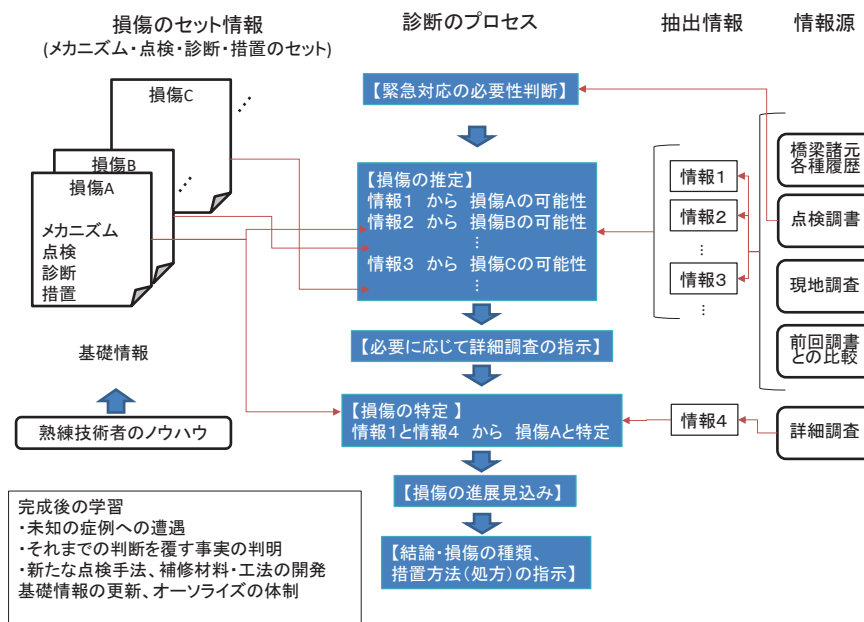 損傷のセット情報
(メカニズム・点検・診断・措置のセット)
診断のプロセス
抽出情報
情報源
損傷C
…
損傷B
…
損傷A
メカニズム
点検
診断
措置
基礎情報
熟練技術者のノウハウ
【緊急対応の必要性判断】
【損傷の推定】
情報1 から 損傷Aの可能性
情報2 から 損傷Bの可能性
…
情報3 から 損傷Cの可能性
…
【必要に応じて詳細調査の指示】
【損傷の特定 】
情報1と情報4 から 損傷Aと特定
【損傷の進展見込み】
【結論・損傷の種類、
措置方法(処方)の指示】
情報1
情報2
…
情報3
…
情報4
橋梁諸元
各種履歴
点検調書
現地調査
前回調書
との比較
詳細調査
完成後の学習
・未知の症例への遭遇
・それまでの判断を覆す事実の判明
・新たな点検手法、補修材料・工法の開発
基礎情報の更新、オーソライズの体制